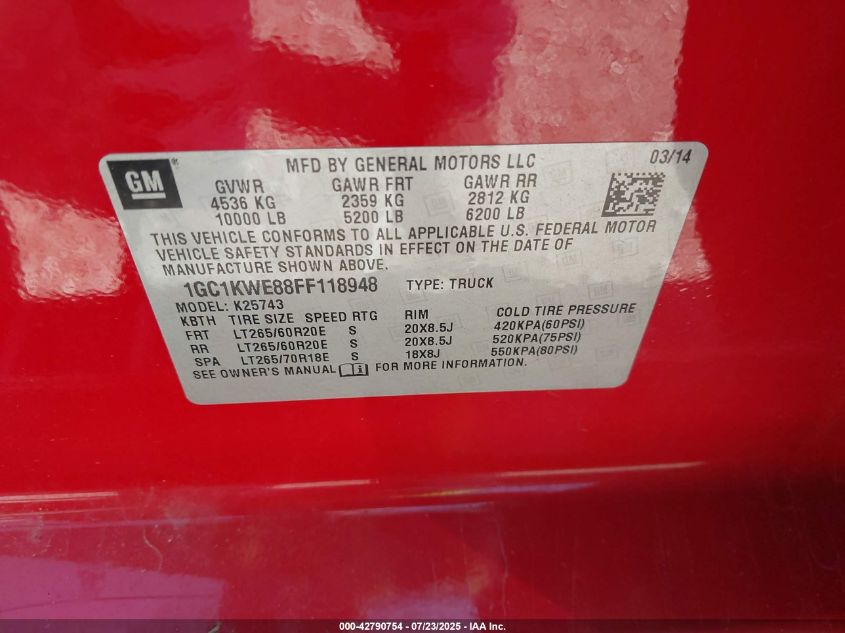 GM ®
MFD BY GENERAL MOTORS LLC 03/14
GVWR GAWR FRT GAWR RR
4536 KG 2359 KG 2812 KG
10000 LB 5200 LB 6200 LB
THIS VEHICLE CONFORMS TO ALL APPLICABLE U.S. FEDERAL MOTOR
VEHICLE SAFETY STANDARDS IN EFFECT ON THE DATE OF
MANUFACTURE SHOWN ABOVE.
1GC1KWE88FF118948 TYPE: TRUCK
MODEL: K25743
KBTH TIRE SIZE SPEED RTG RIM COLD TIRE PRESSURE
FRT LT265/60R20E S 20X8.5J 420KPA(60PSI)
RR LT265/60R20E S 20X8.5J 520KPA(75PSI)
SPA LT265/70R18E S 18X8J 550KPA(80PSI)
SEE OWNER'S MANUAL i FOR MORE INFORMATION.
000-42790754 - 07/23/2025 - IAA Inc.